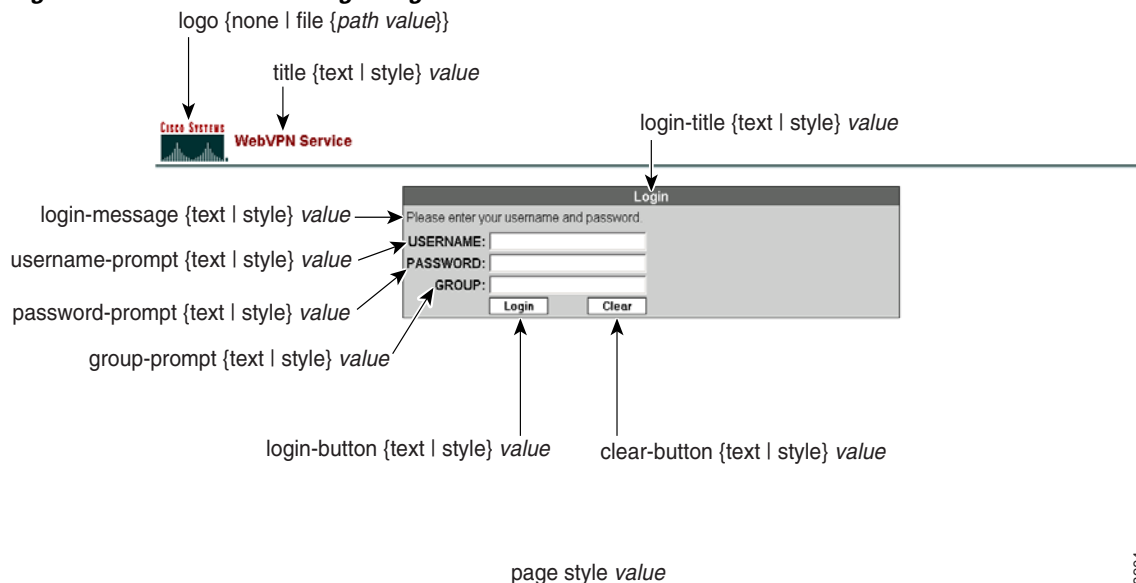 logo {none | file {path value}}
title {text | style} value
CISCO SYSTEMS
WebVPN Service
login-title {text | style} value
Login
login-message {text | style} value
Please enter your username and password.
username-prompt {text | style} value
USERNAME:
password-prompt {text | style} value
PASSWORD:
GROUP:
Login
Clear
group-prompt {text | style} value
login-button {text | style} value
clear-button {text | style} value
page style value